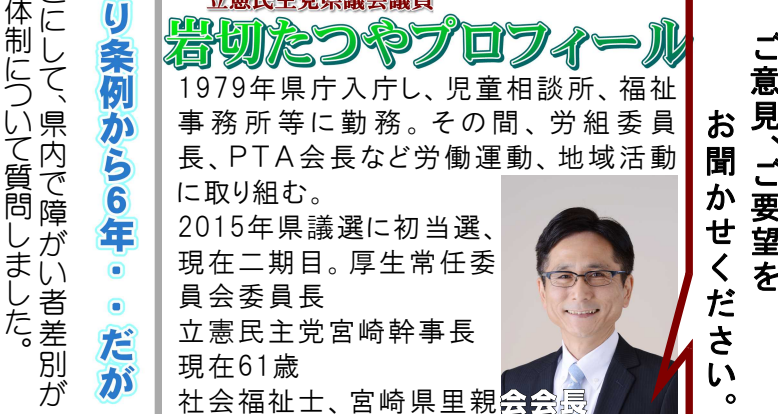 ご意見、ご要望を
お聞かせください。
立憲民主党県議会議員
岩切たつやプロフィール
1979年県庁入庁し、児童相談所、福祉
事務所等に勤務。その間、労組委員
長、PTA会長など労働運動、地域活動
に取り組む。
2015年県議選に初当選、
現在二期目。厚生常任委
員会委員長
立憲民主党宮崎幹事長
現在61歳
社会福祉士、宮崎県里親会会長
り条例から6年・・だが
にして、県内で障がい者差別が
体制について質問しました。